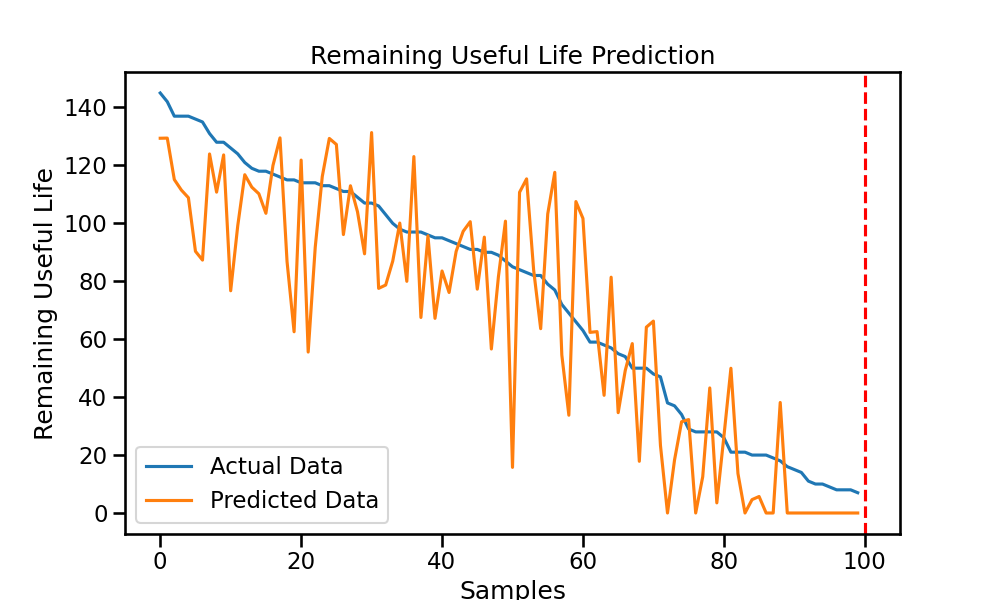 Remaining Useful Life Prediction
Remaining Useful Life
140
120
100
80
60
40
20
0
Actual Data
Predicted Data
0 20 40 60 80 100
Samples